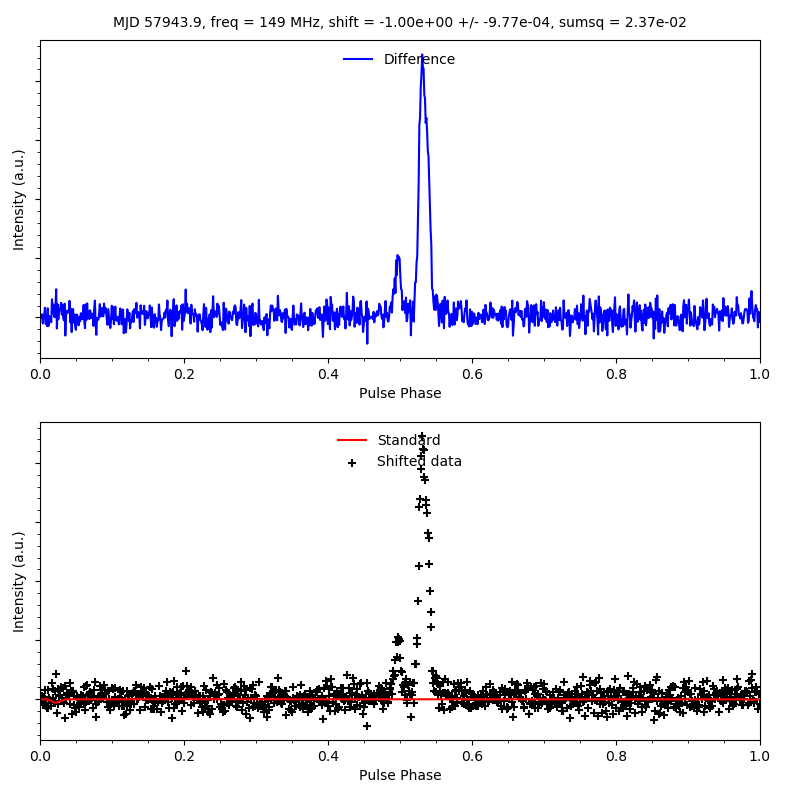 MJD 57943.9, freq = 149 MHz, shift = -1.00e+00 +/- -9.77e-04, sumsq = 2.37e-02
Difference
Intensity (a.u.)
0.0 0.2 0.4 0.6 0.8 1.0
Pulse Phase
Standard
Shifted data
Intensity (a.u.)
0.0 0.2 0.4 0.6 0.8 1.0
Pulse Phase